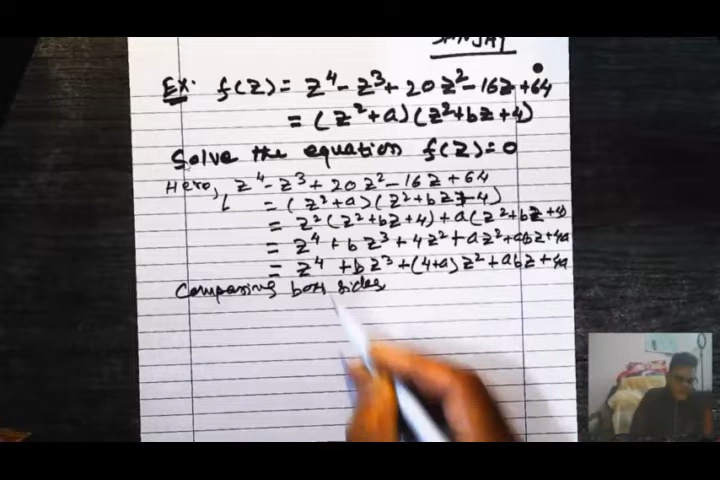 SANJAY
Ex: f(z) = z⁴ - z³ + 20z² - 16z + 64
= (z² + a) (z² + bz + 4)
Solve the equation f(z) = 0
Here, z⁴ - z³ + 20z² - 16z + 64
= (z² + a) (z² + bz + 4)
= z² (z² + bz + 4) + a (z² + bz + 4)
= z⁴ + bz³ + 4z² + az² + abz + 4a
= z⁴ + bz³ + (4+a) z² + abz + 4a
Comparing both sides